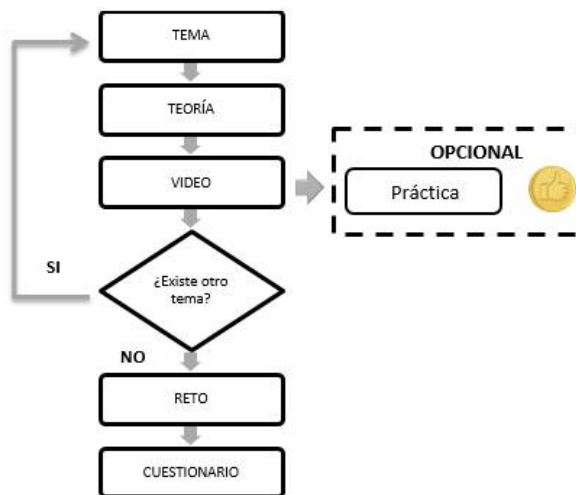 TEMA
TEORÍA
VIDEO
OPCIONAL
Práctica
SI
¿Existe otro
tema?
NO
RETO
CUESTIONARIO